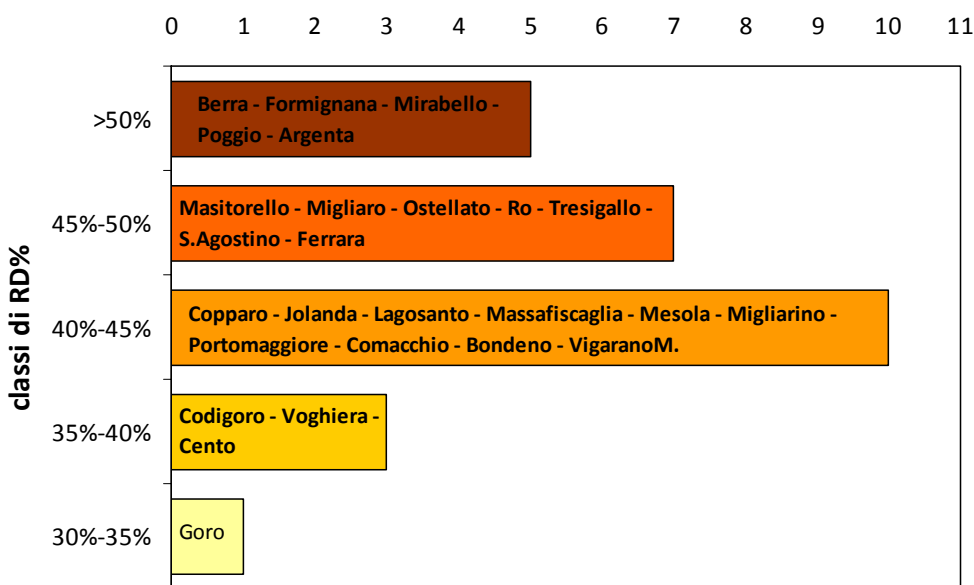 0 1 2 3 4 5 6 7 8 9 10 11
classi di RD%
>50%
Berra - Formignana - Mirabello -
Poggio - Argenta
45%-50%
Masitorello - Migliaro - Ostellato - Ro - Tresigallo -
S.Agostino - Ferrara
40%-45%
Copparo - Jolanda - Lagosanto - Massafiscaglia - Mesola - Migliarino -
Portomaggiore - Comacchio - Bondeno - VigaranoM.
35%-40%
Codigoro - Voghiera -
Cento
30%-35%
Goro